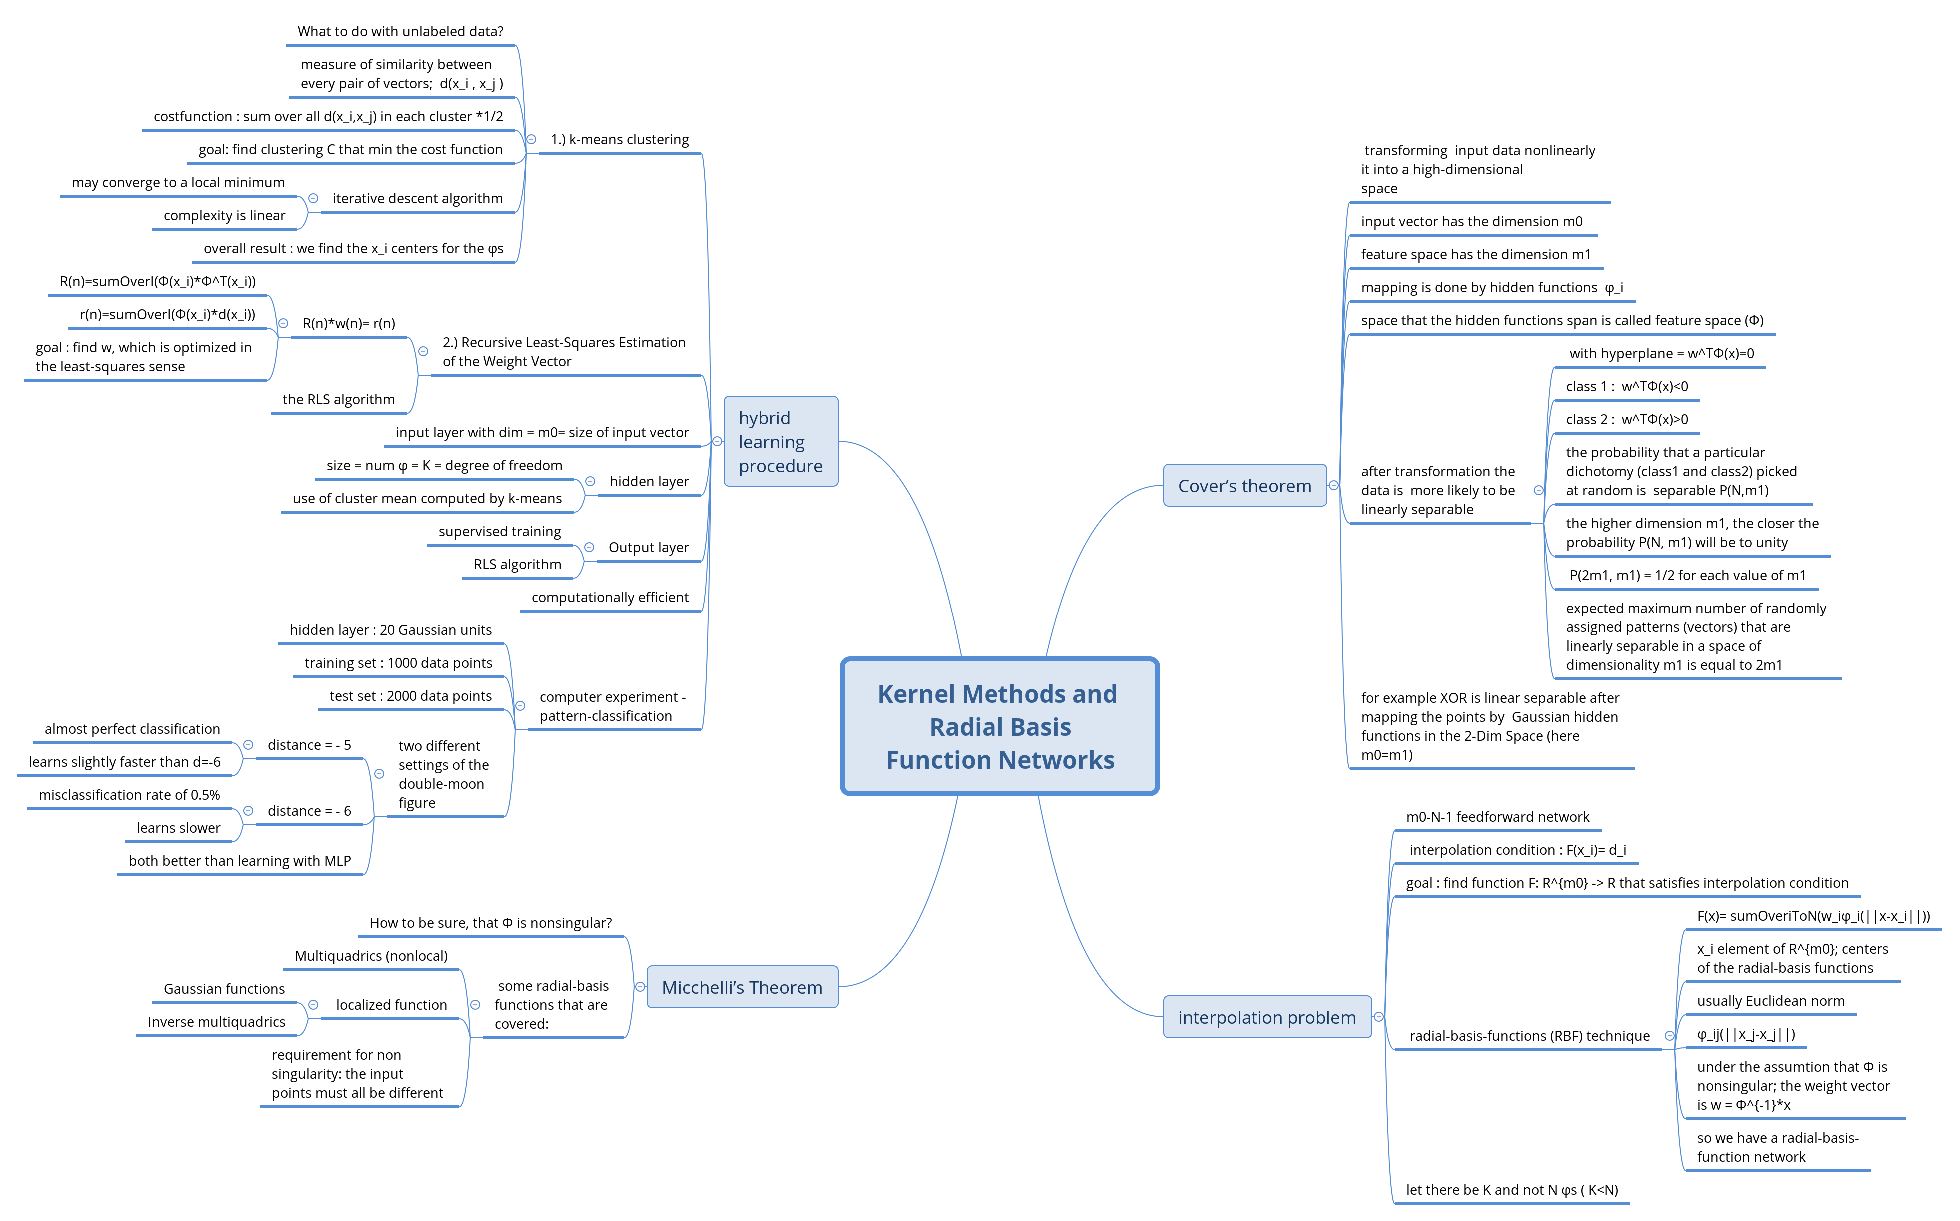 Kernel Methods and
Radial Basis
Function Networks
hybrid
learning
procedure
1.) k-means clustering
What to do with unlabeled data?
measure of similarity between
every pair of vectors;  d(x_i , x_j )
costfunction : sum over all d(x_i,x_j) in each cluster *1/2
goal: find clustering C that min the cost function
iterative descent algorithm
may converge to a local minimum
complexity is linear
overall result : we find the x_i centers for the φs
2.) Recursive Least-Squares Estimation
of the Weight Vector
R(n)*w(n)= r(n)
R(n)=sumOverI(Φ(x_i)*Φ^T(x_i))
r(n)=sumOverI(Φ(x_i)*d(x_i))
goal : find w, which is optimized in
the least-squares sense
the RLS algorithm
input layer with dim = m0= size of input vector
hidden layer
size = num φ = K = degree of freedom
use of cluster mean computed by k-means
Output layer
supervised training
RLS algorithm
computationally efficient
computer experiment -
pattern-classification
hidden layer : 20 Gaussian units
training set : 1000 data points
test set : 2000 data points
two different
settings of the
double-moon
figure
distance = - 5
almost perfect classification
learns slightly faster than d=-6
distance = - 6
misclassification rate of 0.5%
learns slower
both better than learning with MLP
Micchelli's Theorem
How to be sure, that Φ is nonsingular?
some radial-basis
functions that are
covered:
Multiquadrics (nonlocal)
localized function
Gaussian functions
Inverse multiquadrics
requirement for non
singularity: the input
points must all be different
Cover's theorem
transforming  input data nonlinearly
it into a high-dimensional
space
input vector has the dimension m0
feature space has the dimension m1
mapping is done by hidden functions  φ_i
space that the hidden functions span is called feature space (Φ)
after transformation the
data is  more likely to be
linearly separable
with hyperplane = w^TΦ(x)=0
class 1 :  w^TΦ(x)<0
class 2 :  w^TΦ(x)>0
the probability that a particular
dichotomy (class1 and class2) picked
at random is  separable P(N,m1)
the higher dimension m1, the closer the
probability P(N, m1) will be to unity
P(2m1, m1) = 1/2 for each value of m1
expected maximum number of randomly
assigned patterns (vectors) that are
linearly separable in a space of
dimensionality m1 is equal to 2m1
for example XOR is linear separable after
mapping the points by  Gaussian hidden
functions in the 2-Dim Space (here
m0=m1)
interpolation problem
m0-N-1 feedforward network
interpolation condition : F(x_i)= d_i
goal : find function F: R^{m0} -> R that satisfies interpolation condition
radial-basis-functions (RBF) technique
F(x)= sumOveriToN(w_iφ_i(||x-x_i||))
x_i element of R^{m0}; centers
of the radial-basis functions
usually Euclidean norm
φ_ij(||x_j-x_j||)
under the assumtion that Φ is
nonsingular; the weight vector
is w = Φ^{-1}*x
so we have a radial-basis-
function network
let there be K and not N φs ( K<N)